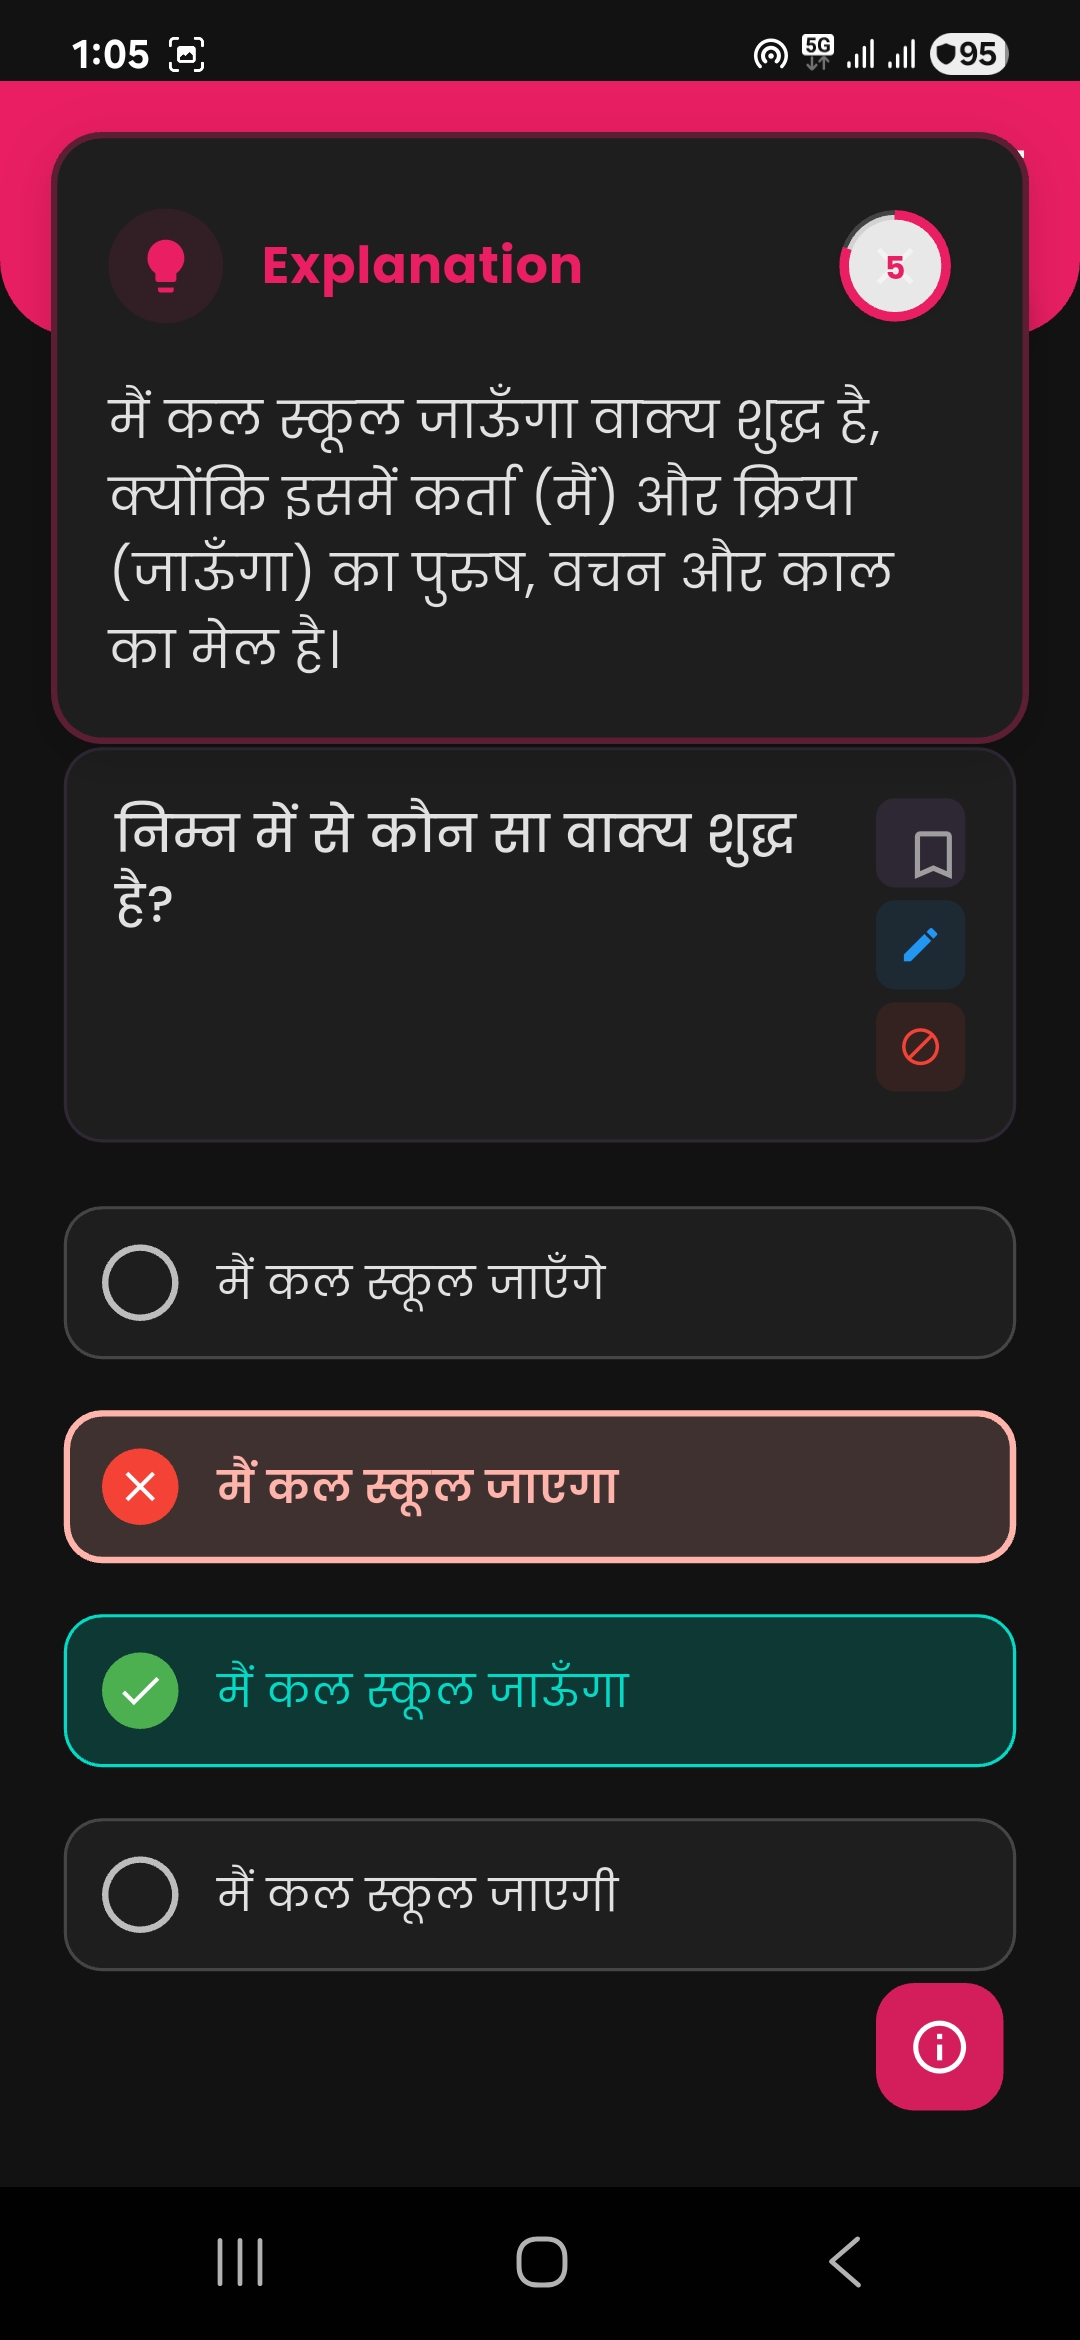 1:05
5G
95
Explanation
5
मैं कल स्कूल जाऊँगा वाक्य शुद्ध है,
क्योंकि इसमें कर्ता (मैं) और क्रिया
(जाऊँगा) का पुरुष, वचन और काल
का मेल है।
निम्न में से कौन सा वाक्य शुद्ध
है?
मैं कल स्कूल जाएँगे
मैं कल स्कूल जाएगा
मैं कल स्कूल जाऊँगा
मैं कल स्कूल जाएगी